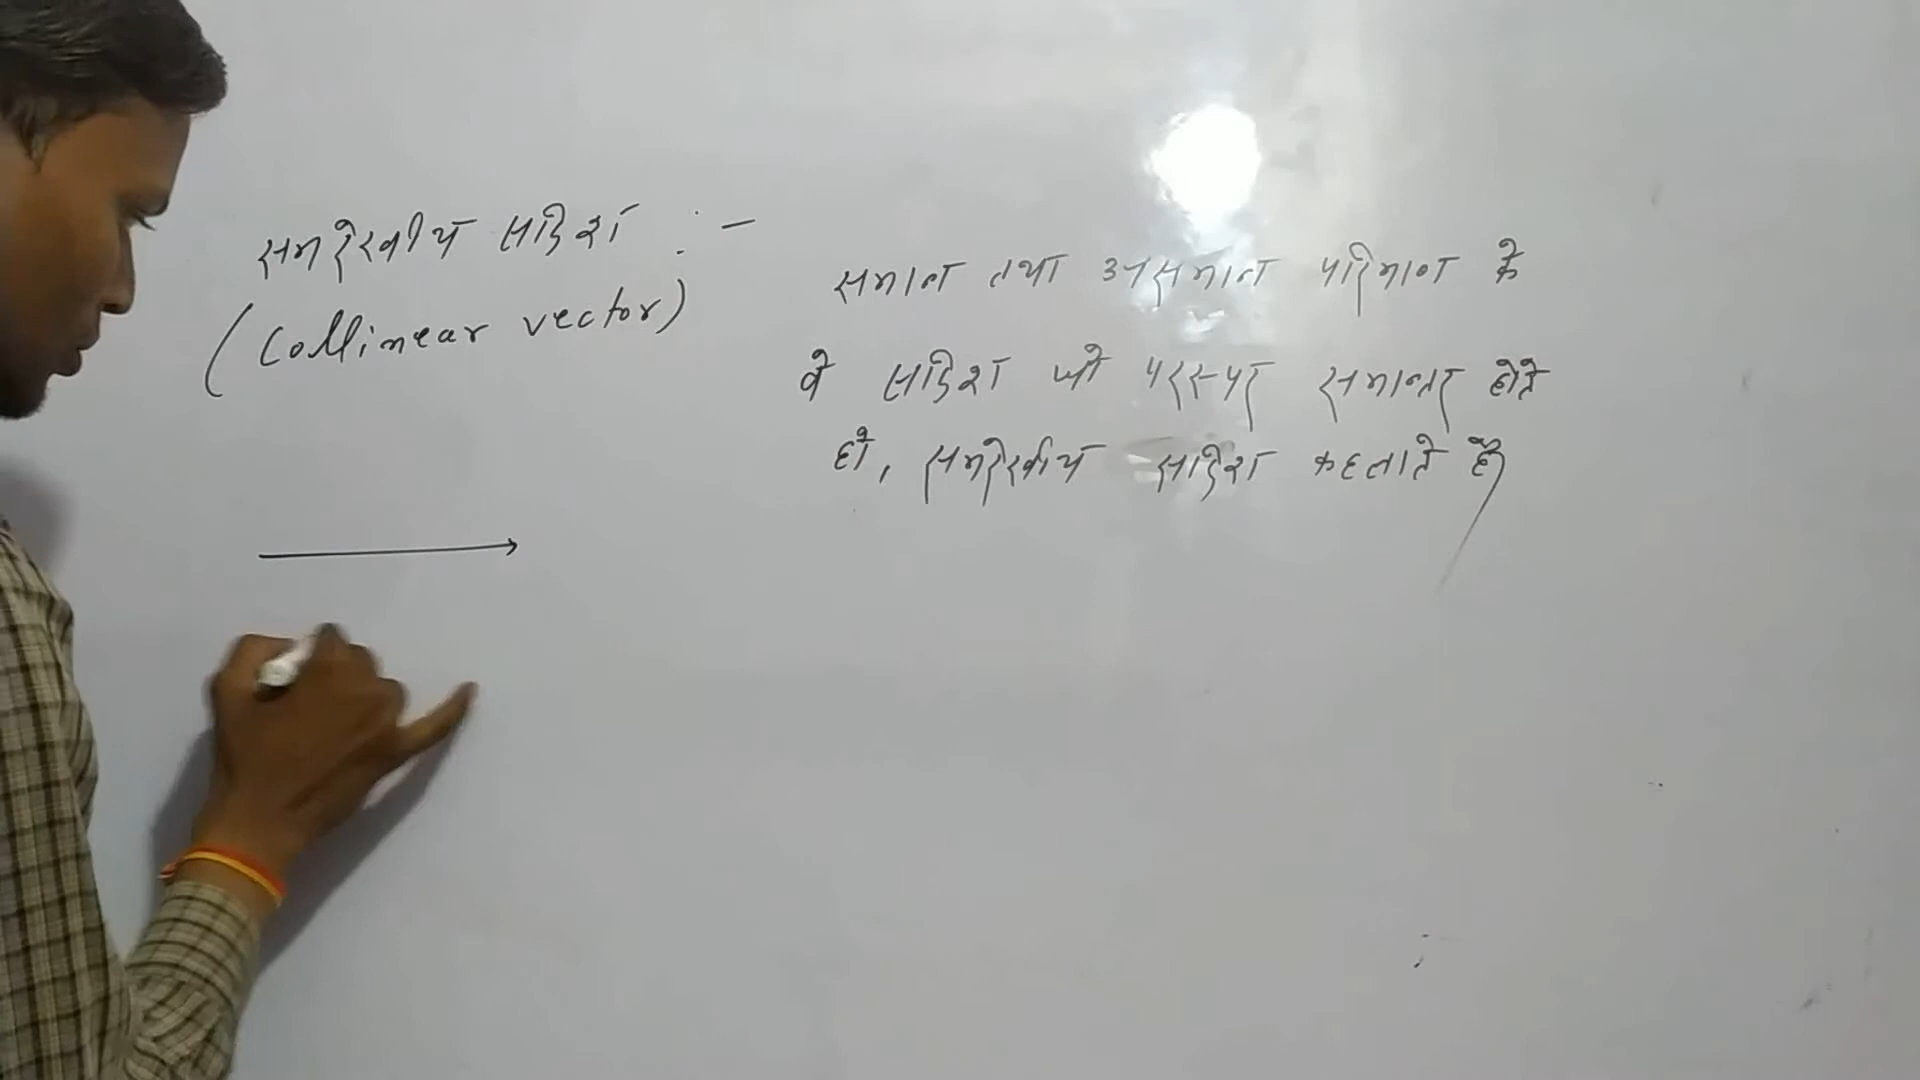 समरेखीय सदिश :-
(Collinear vector)
समान तथा असमान परिमाण के
वे सदिश जो परस्पर समान्तर होते
हो, समरेखीय सदिश कहलाते है